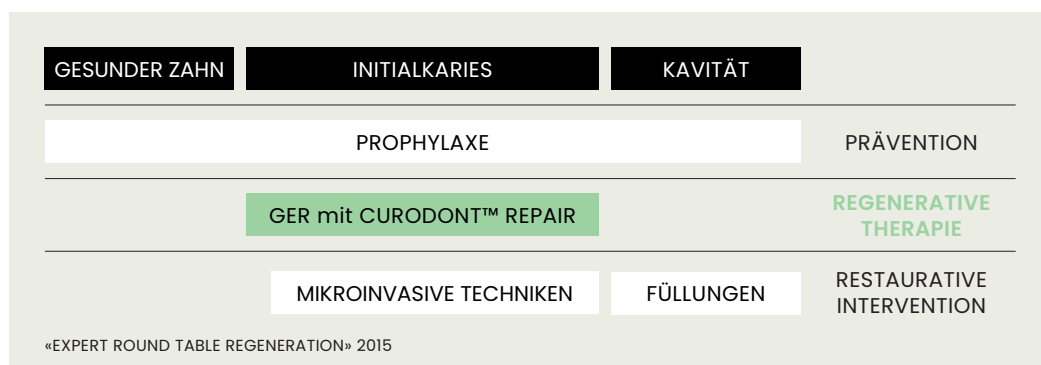 GESUNDER ZAHN
INITIALKARIES
KAVITÄT
PROPHYLAXE
PRÄVENTION
GER mit CURODONT™ REPAIR
REGENERATIVE
THERAPIE
MIKROINVASIVE TECHNIKEN
FÜLLUNGEN
RESTAURATIVE
INTERVENTION
«EXPERT ROUND TABLE REGENERATION» 2015